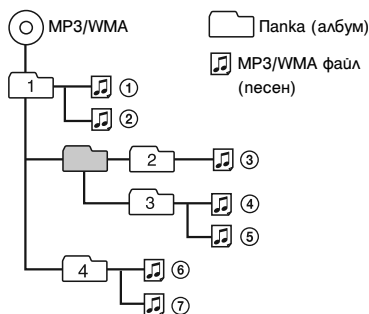 MP3/WMA
Папка (албум)
MP3/WMA файл
(песен)
1
①
②
2
③
3
④
⑤
4
⑥
⑦